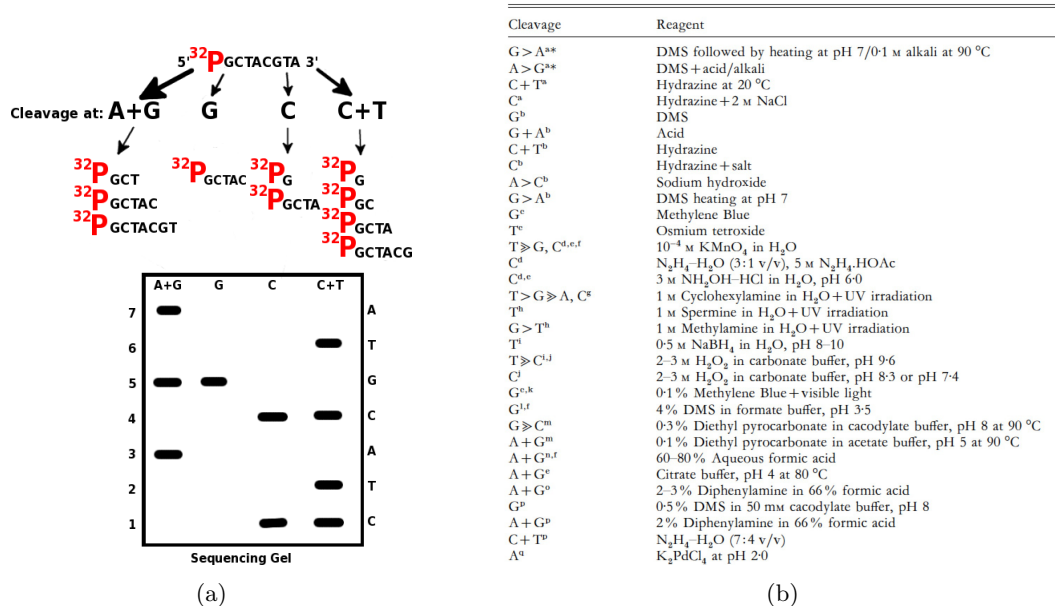 5' ³²PGCTACGTA 3'
Cleavage at: A+G G C C+T
³²PGCT
³²PGCTAC
³²PGCTACGT
³²PGCTAC
³²PG
³²PGCTA
³²PG
³²PGC
³²PGCTA
³²PGCTACG
A+G G C C+T
7 A
6 T
5 G
4 C
3 A
2 T
1 C
Sequencing Gel
(a)
Cleavage Reagent
G > Aᵃ* DMS followed by heating at pH 7/0·1 M alkali at 90 °C
A > Gᵃ* DMS + acid/alkali
C + Tᵃ Hydrazine at 20 °C
Cᵃ Hydrazine + 2 M NaCl
Gᵇ DMS
G + Aᵇ Acid
C + Tᵇ Hydrazine
Cᵇ Hydrazine + salt
A > Cᵇ Sodium hydroxide
G > Aᵇ DMS heating at pH 7
Gᶜ Methylene Blue
Tᶜ Osmium tetroxide
T ≫ G, Cᵈ,ᵉ,ᶠ 10⁻⁴ M KMnO₄ in H₂O
Cᵈ N₂H₄–H₂O (3:1 v/v), 5 M N₂H₄.HOAc
Cᵈ,ᵉ 3 M NH₂OH–HCl in H₂O, pH 6·0
T > G ≫ A, Cᵍ 1 M Cyclohexylamine in H₂O + UV irradiation
Tʰ 1 M Spermine in H₂O + UV irradiation
G > Tʰ 1 M Methylamine in H₂O + UV irradiation
Tⁱ 0·5 M NaBH₄ in H₂O, pH 8–10
T ≫ Cⁱ,ʲ 2–3 M H₂O₂ in carbonate buffer, pH 9·6
Cʲ 2–3 M H₂O₂ in carbonate buffer, pH 8·3 or pH 7·4
Gᵉ,ᵏ 0·1% Methylene Blue + visible light
Gˡ,ᶠ 4% DMS in formate buffer, pH 3·5
G ≫ Cᵐ 0·3% Diethyl pyrocarbonate in cacodylate buffer, pH 8 at 90 °C
A + Gᵐ 0·1% Diethyl pyrocarbonate in acetate buffer, pH 5 at 90 °C
A + Gⁿ,ᶠ 60–80% Aqueous formic acid
A + Gᵉ Citrate buffer, pH 4 at 80 °C
A + Gᵒ 2–3% Diphenylamine in 66% formic acid
Gᵖ 0·5% DMS in 50 mM cacodylate buffer, pH 8
A + Gᵖ 2% Diphenylamine in 66% formic acid
C + Tᵖ N₂H₄–H₂O (7:4 v/v)
A^q K₂PdCl₄ at pH 2·0
(b)